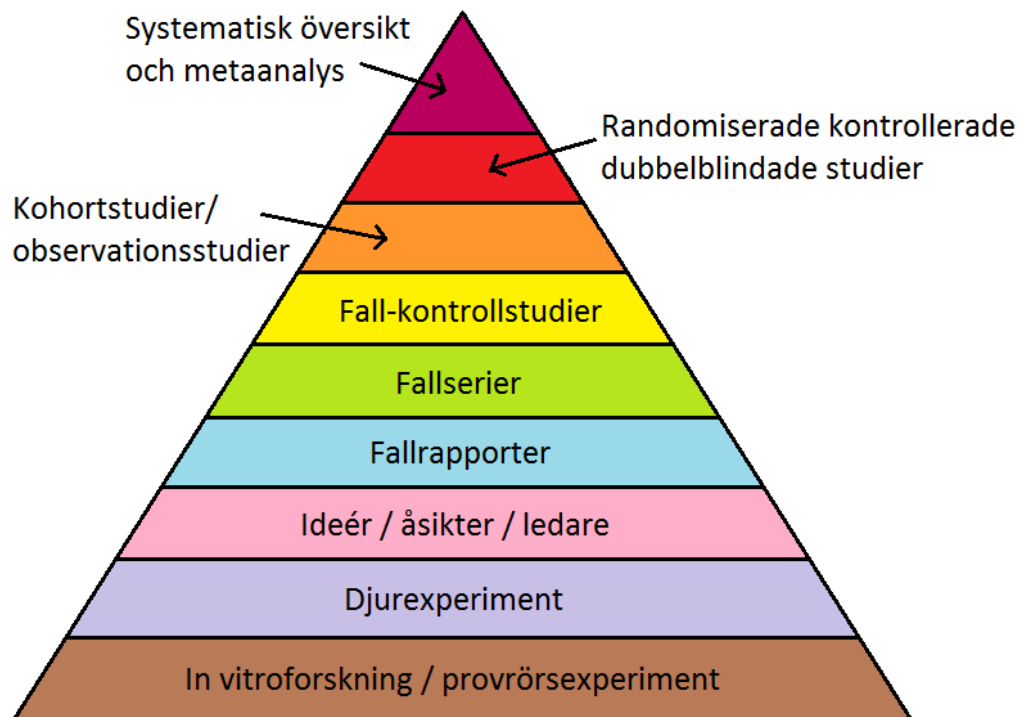 Systematisk översikt
och metaanalys
Randomiserade kontrollerade
dubbelblindade studier
Kohortstudier/
observationsstudier
Fall-kontrollstudier
Fallserier
Fallrapporter
Ideér / åsikter / ledare
Djurexperiment
In vitroforskning / provrörsexperiment